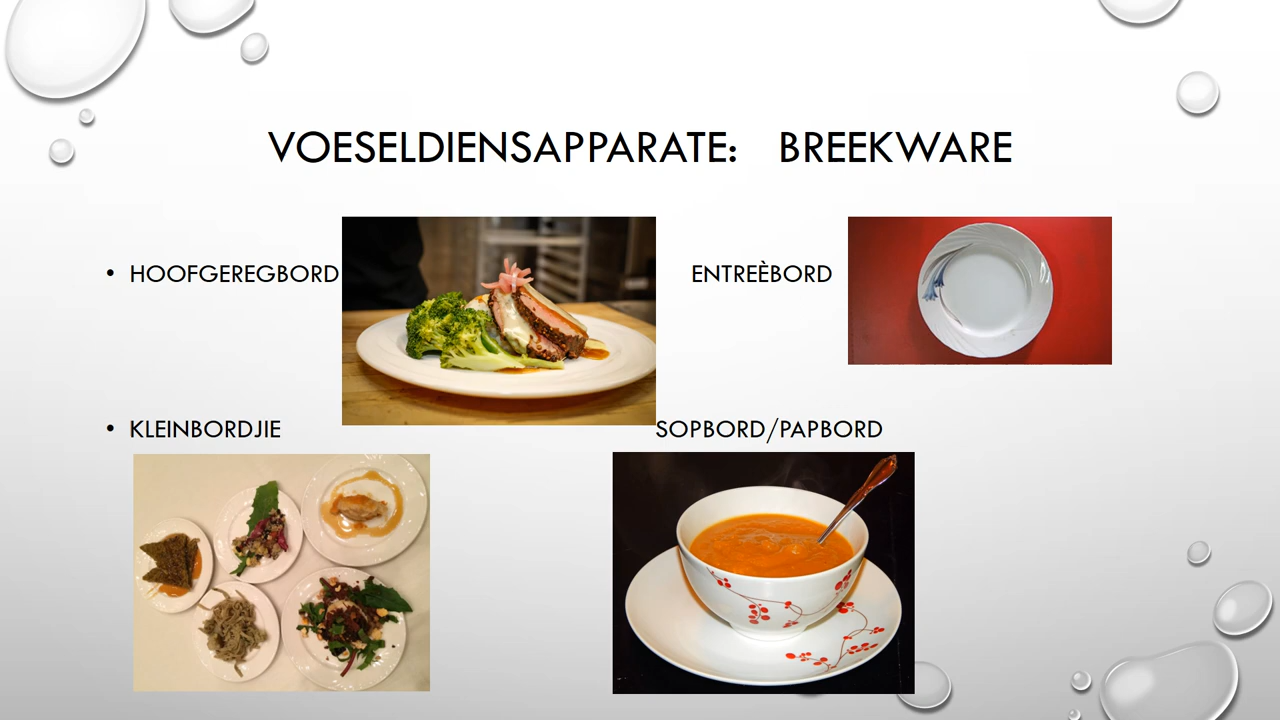 VOESELDIENSAPPARATE: BREEKWARE
• HOOFGEREGBORD ENTREÈBORD
• KLEINBORDJIE SOPBORD/PAPBORD